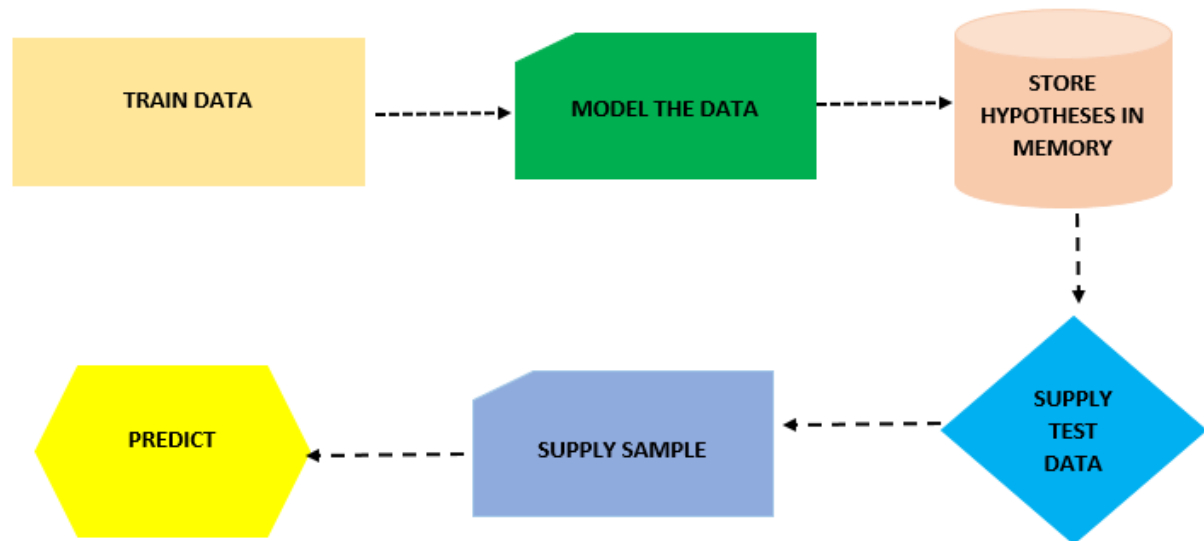 TRAIN DATA
MODEL THE DATA
STORE
HYPOTHESES IN
MEMORY
SUPPLY
TEST
DATA
SUPPLY SAMPLE
PREDICT